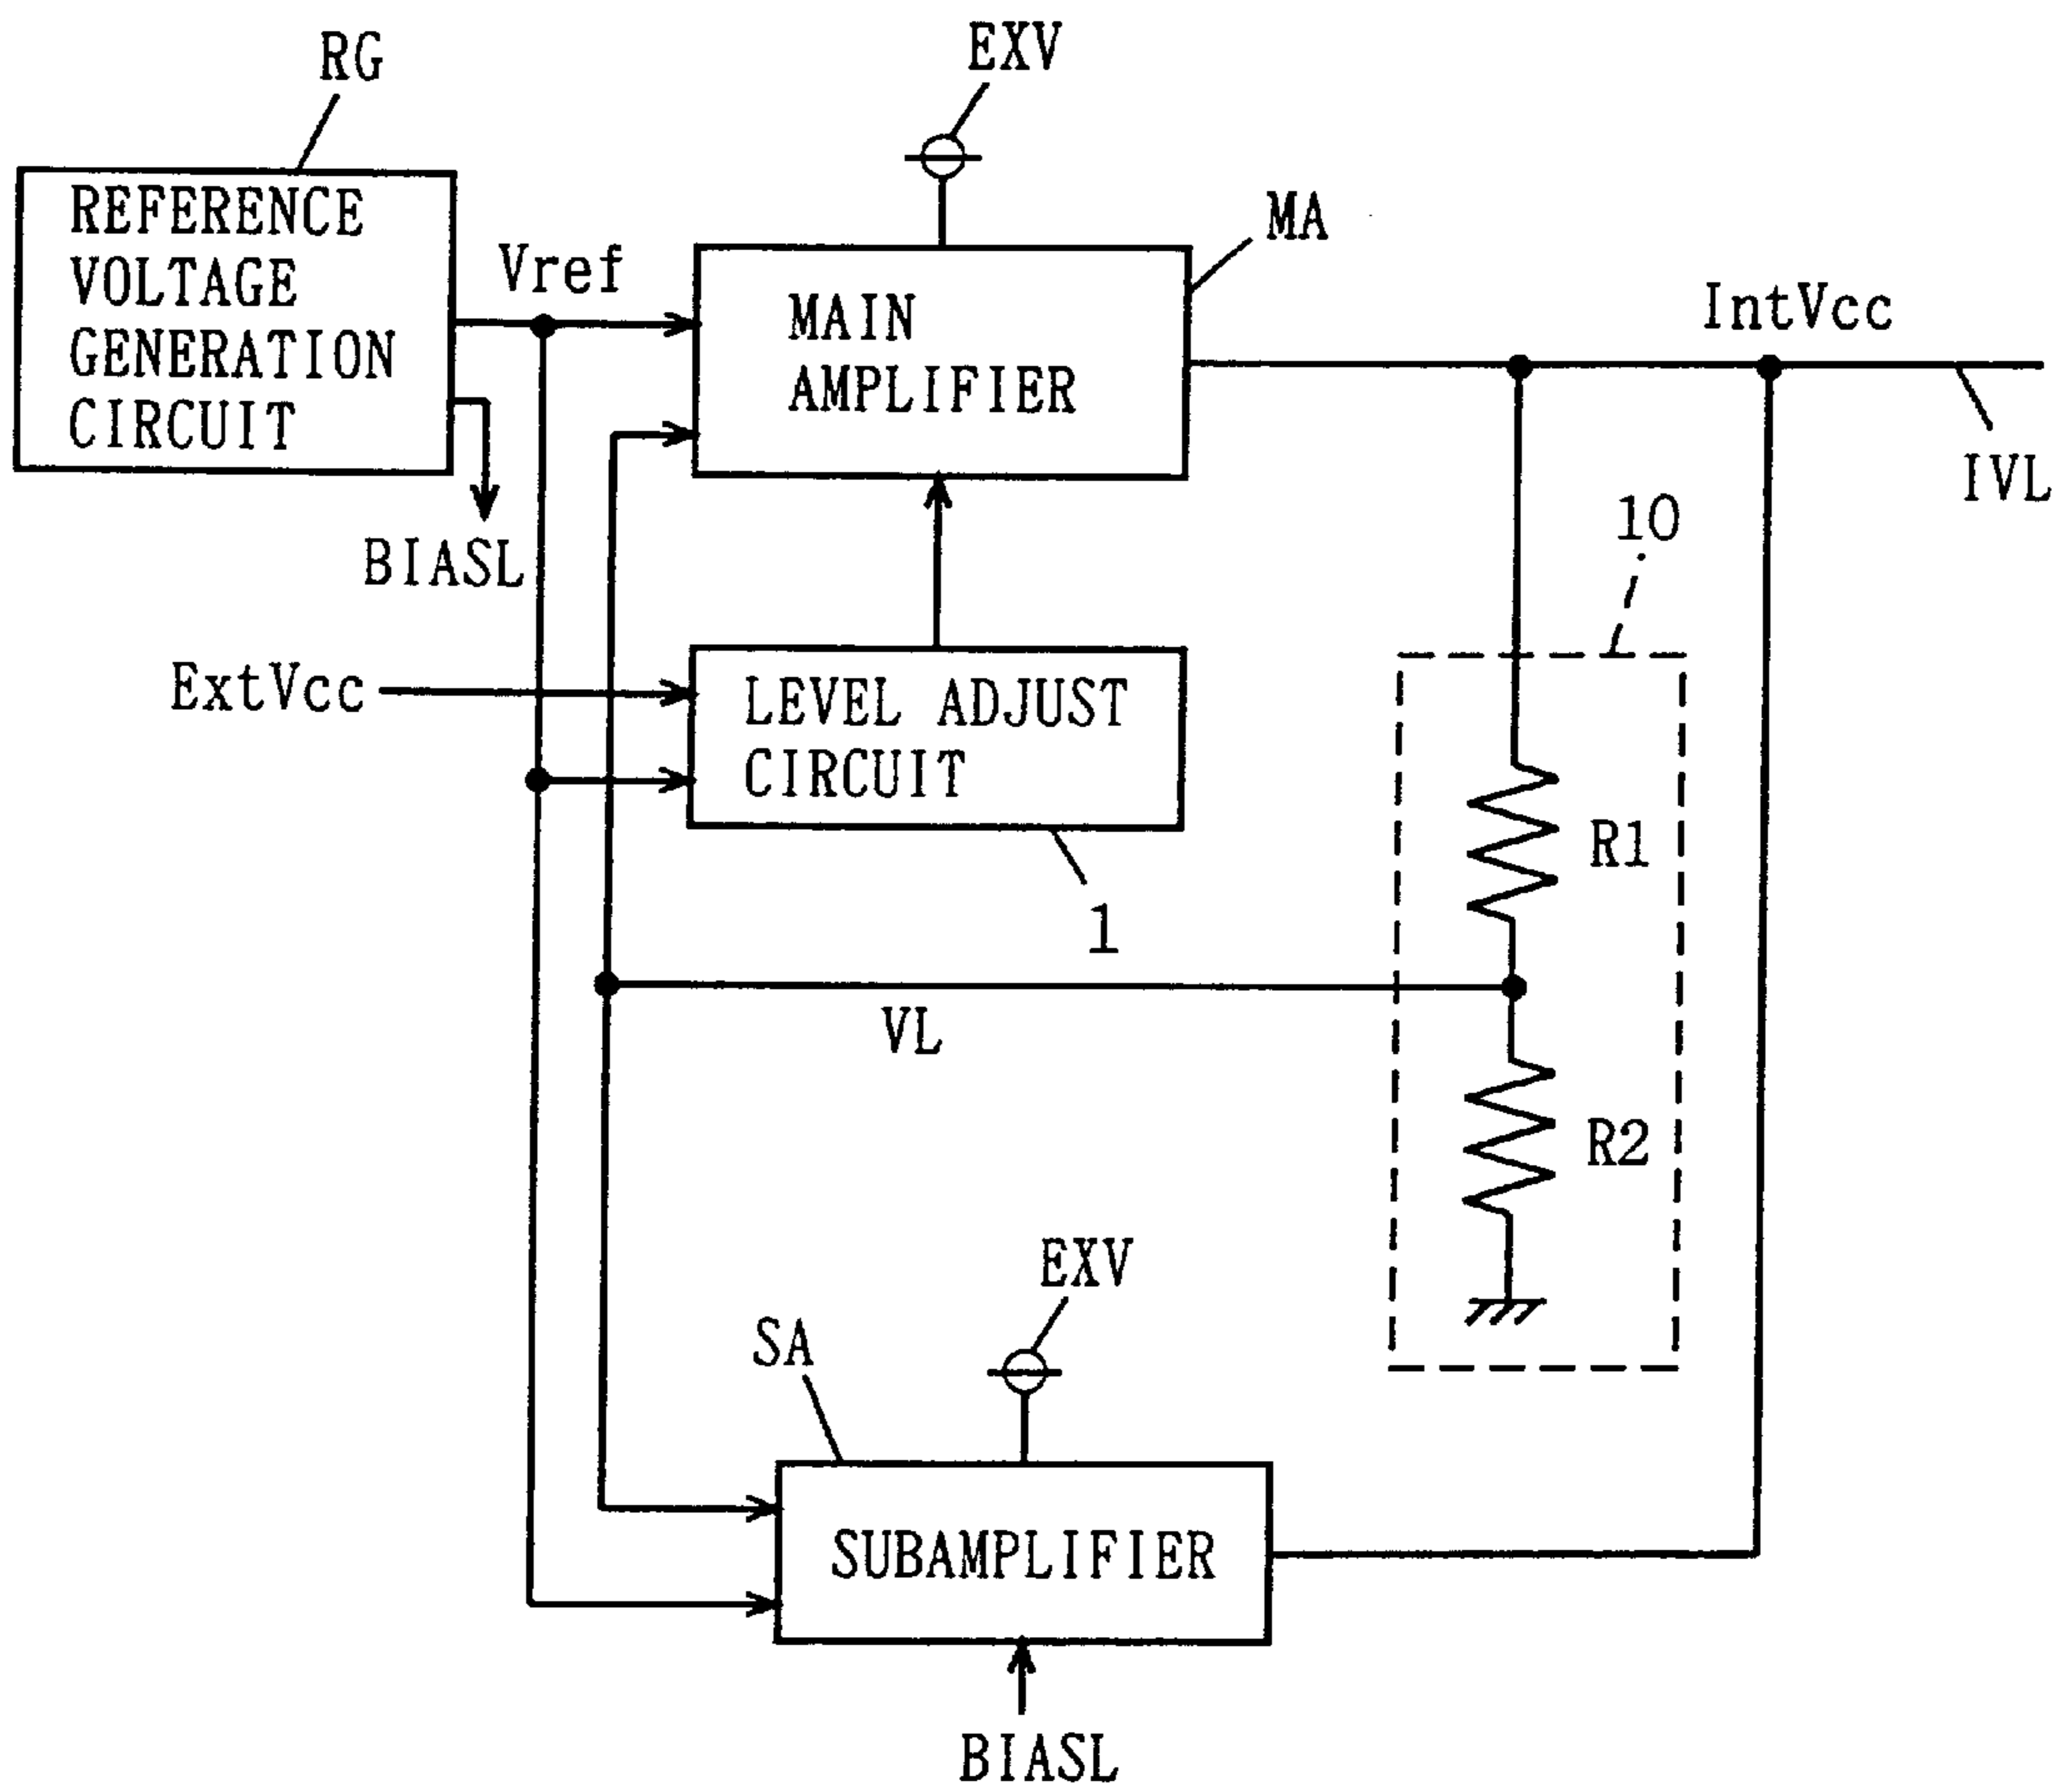 RG
EXV
REFERENCE
VOLTAGE
GENERATION
CIRCUIT
Vref
MAIN
AMPLIFIER
MA
IntVcc
IVL
BIASL
10
ExtVcc
LEVEL ADJUST
CIRCUIT
1
R1
VL
R2
EXV
SA
SUBAMPLIFIER
BIASL